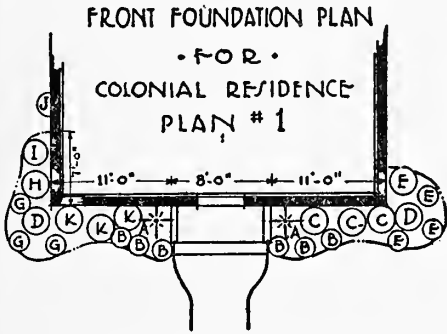 FRONT FOUNDATION PLAN
• FOR •
COLONIAL RESIDENCE
PLAN # 1
J
I
7'-0"
H
11'-0" 8'-0" 11'-0"
E
G D K K A A C C C D E
G G K B B B B B B E